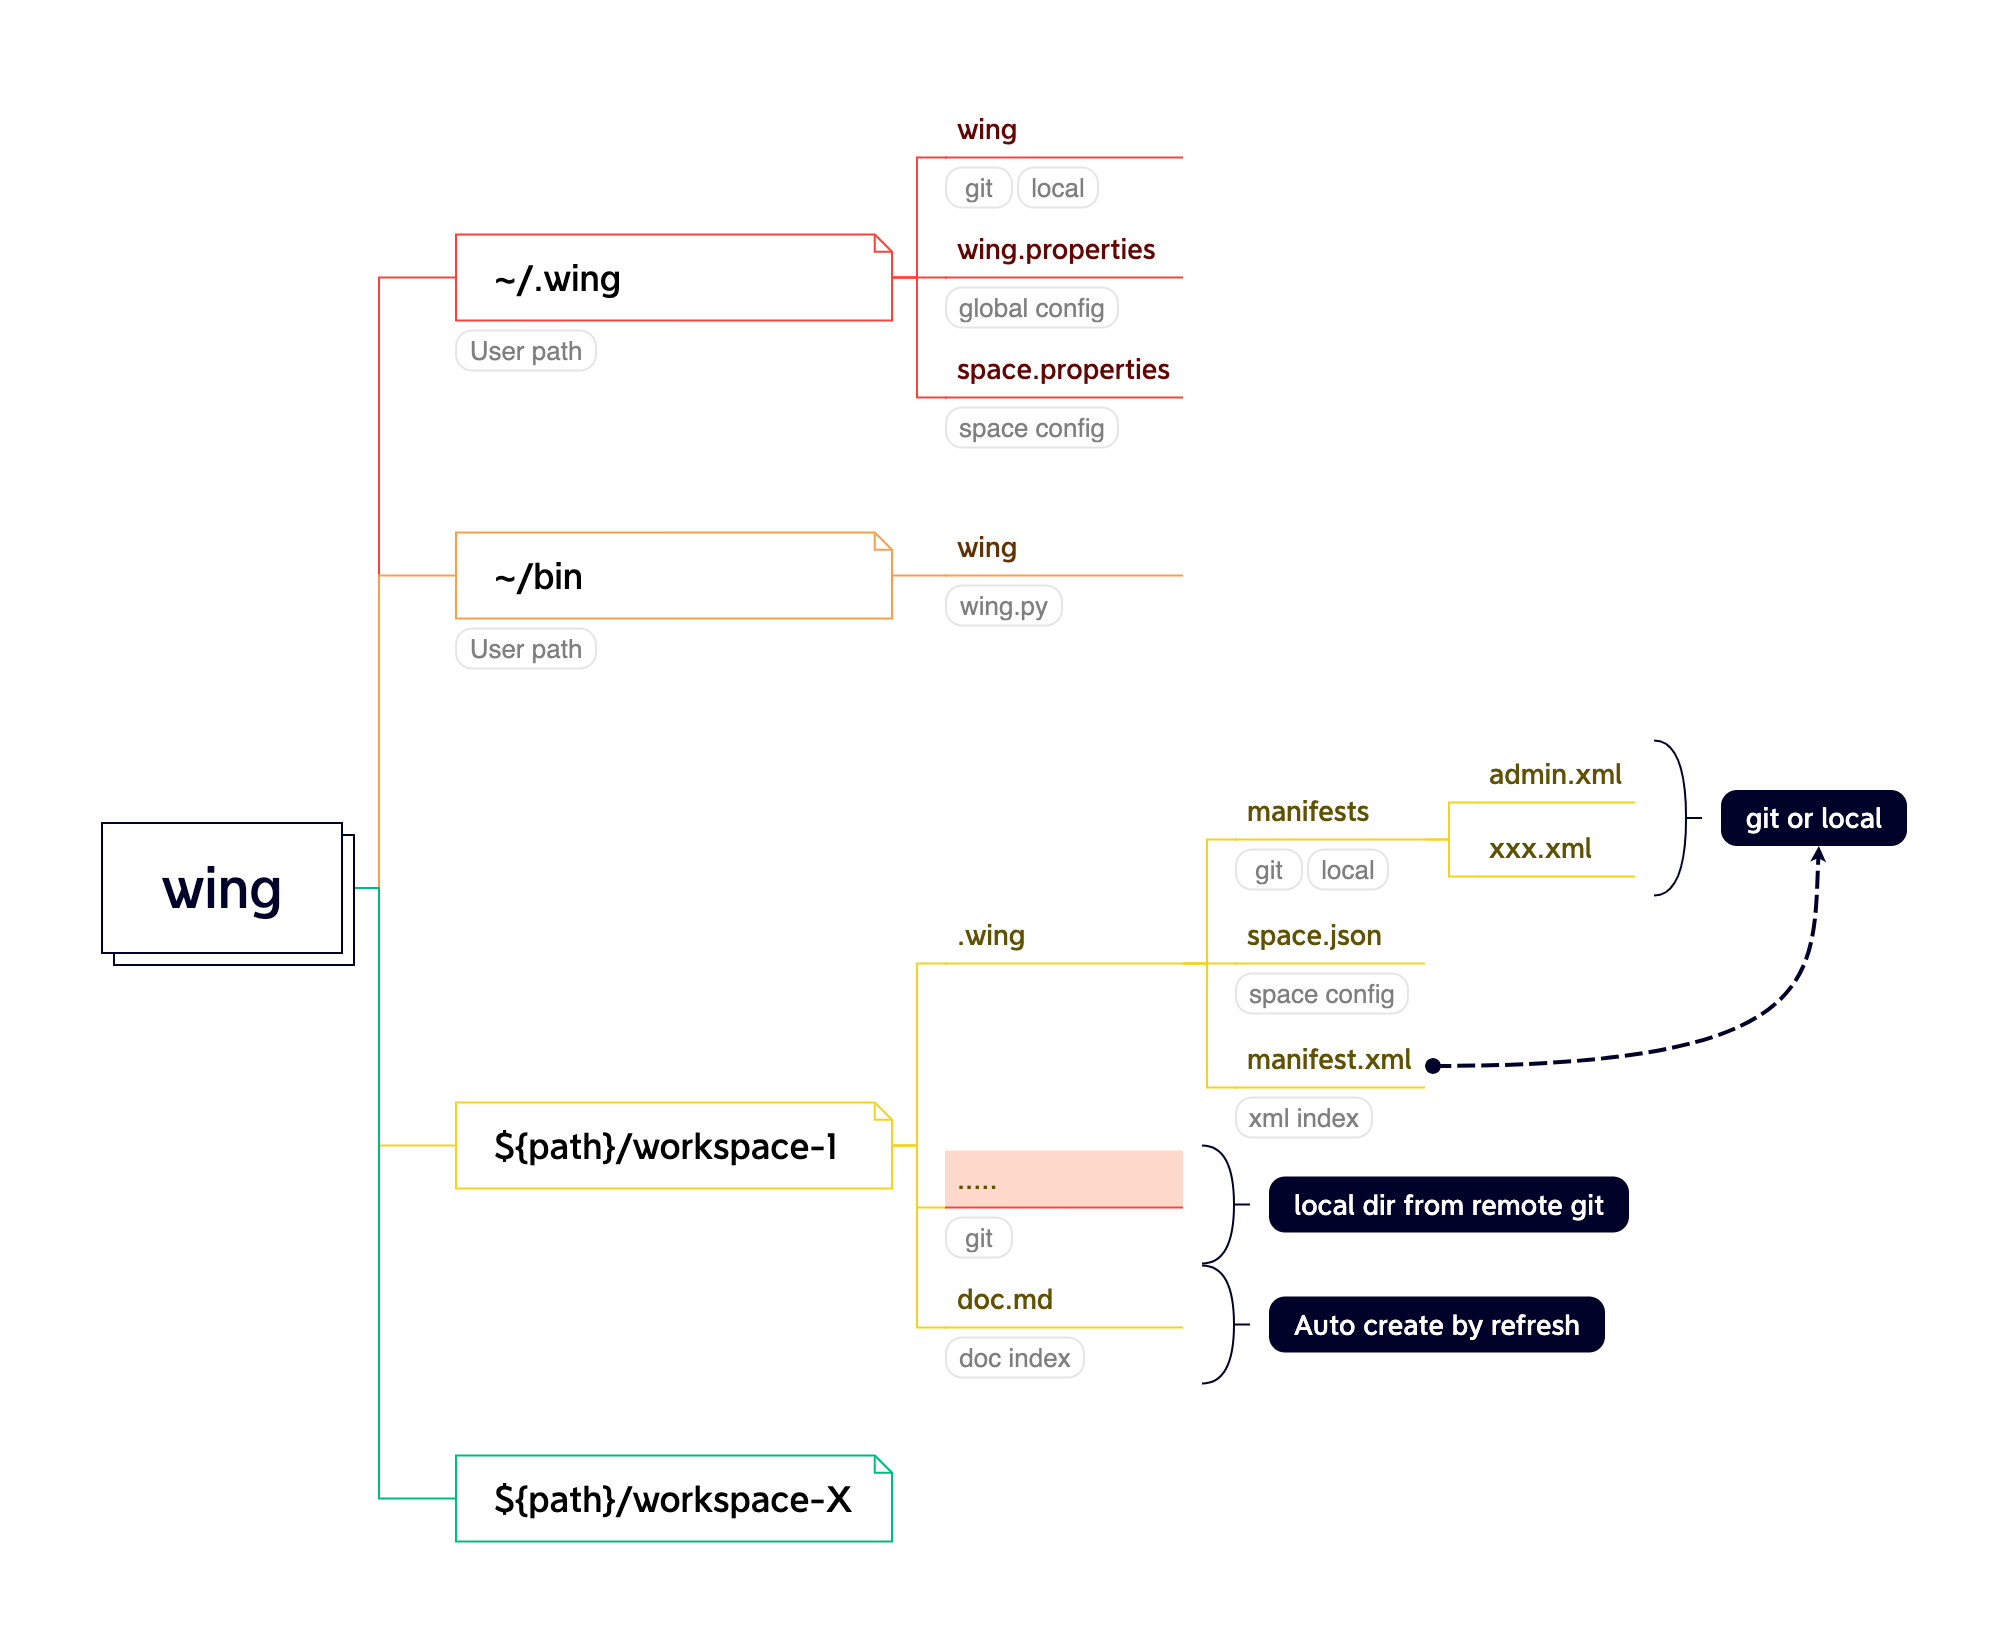 wing
~/.wing
User path
wing
git
local
wing.properties
global config
space.properties
space config
~/bin
User path
wing
wing.py
${path}/workspace-1
.wing
manifests
git
local
admin.xml
xxx.xml
git or local
space.json
space config
manifest.xml
xml index
.....
git
local dir from remote git
doc.md
doc index
Auto create by refresh
${path}/workspace-X